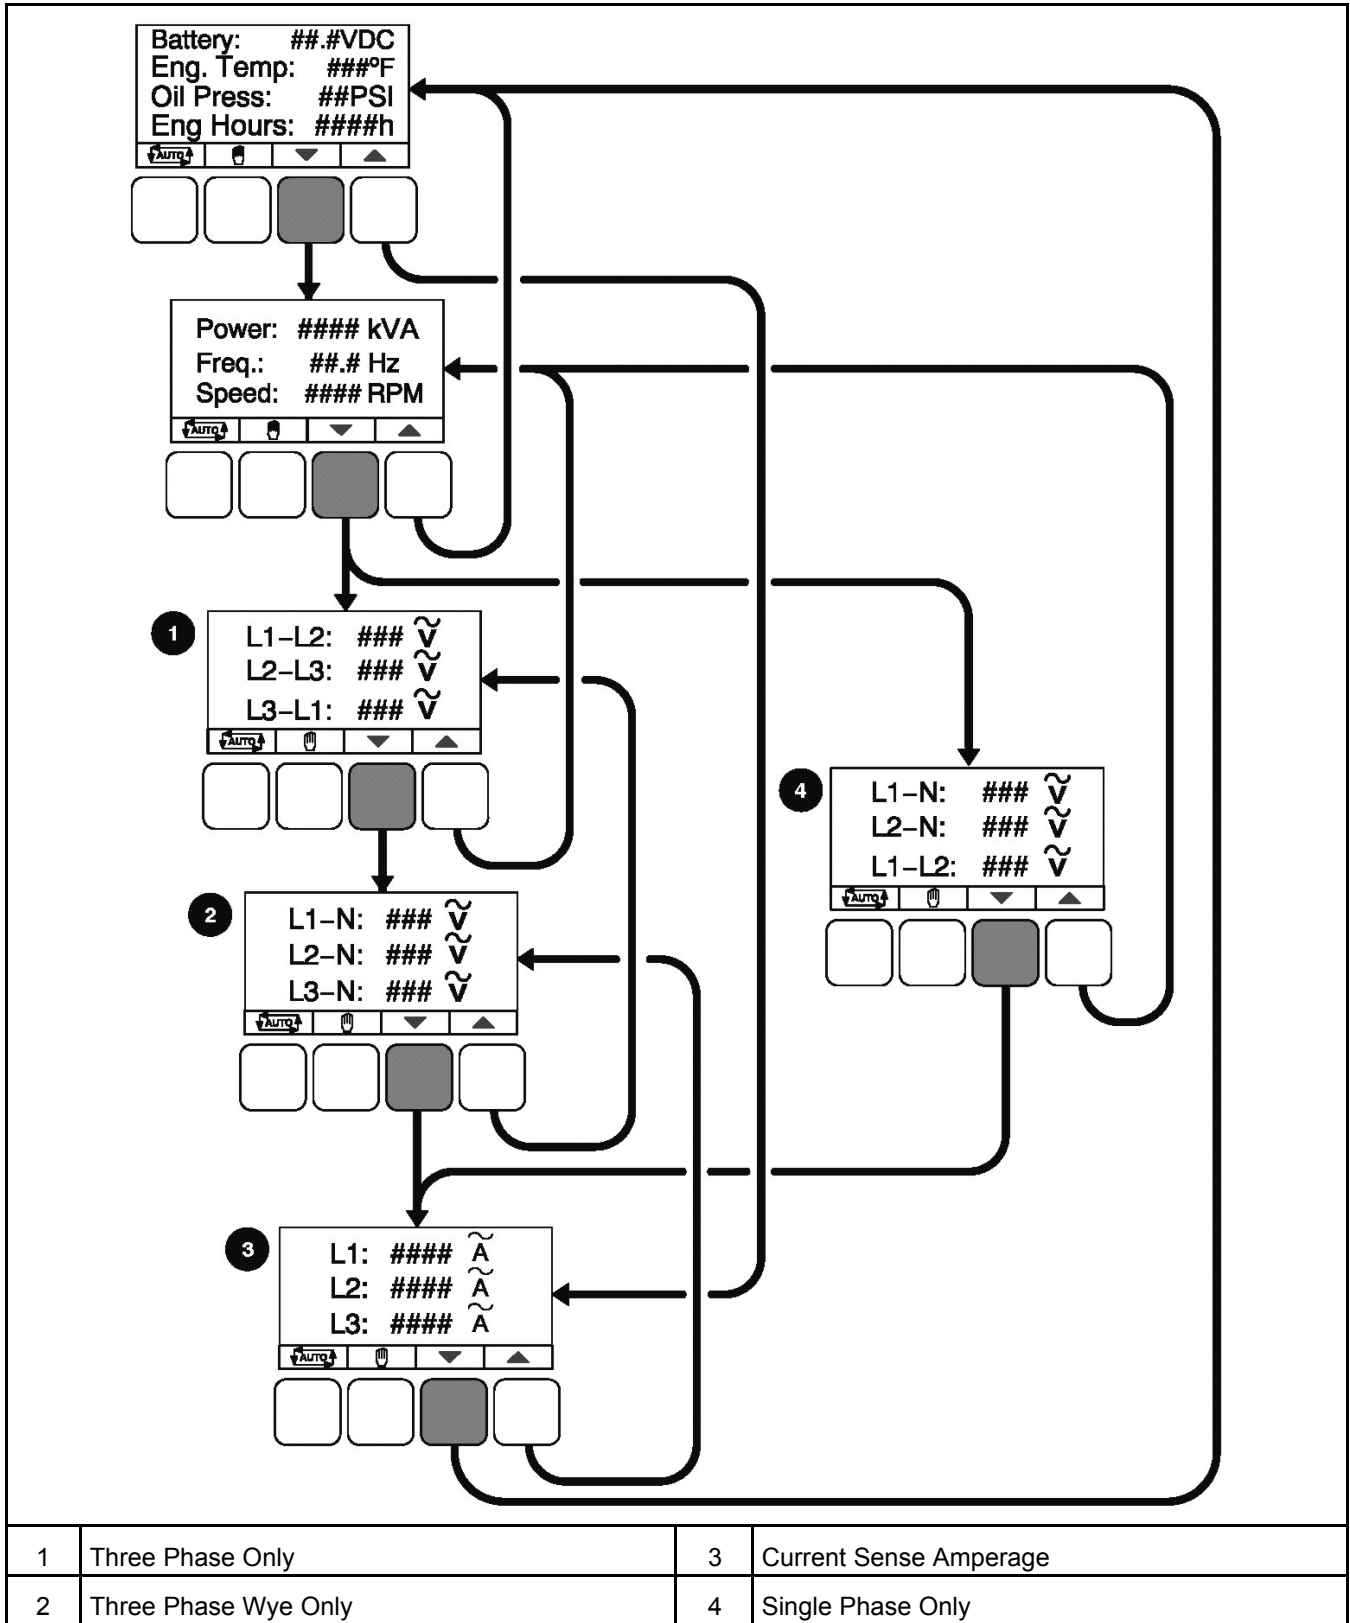 Battery: ##.#VDC
Eng. Temp: ###ºF
Oil Press: ##PSI
Eng Hours: ####h
AUTO
Power: #### kVA
Freq.: ##.# Hz
Speed: #### RPM
AUTO
1
L1–L2: ### Ṽ
L2–L3: ### Ṽ
L3–L1: ### Ṽ
AUTO
4
L1–N: ### Ṽ
L2–N: ### Ṽ
L1–L2: ### Ṽ
AUTO
2
L1–N: ### Ṽ
L2–N: ### Ṽ
L3–N: ### Ṽ
AUTO
3
L1: #### Ã
L2: #### Ã
L3: #### Ã
AUTO
1 Three Phase Only 3 Current Sense Amperage
2 Three Phase Wye Only 4 Single Phase Only